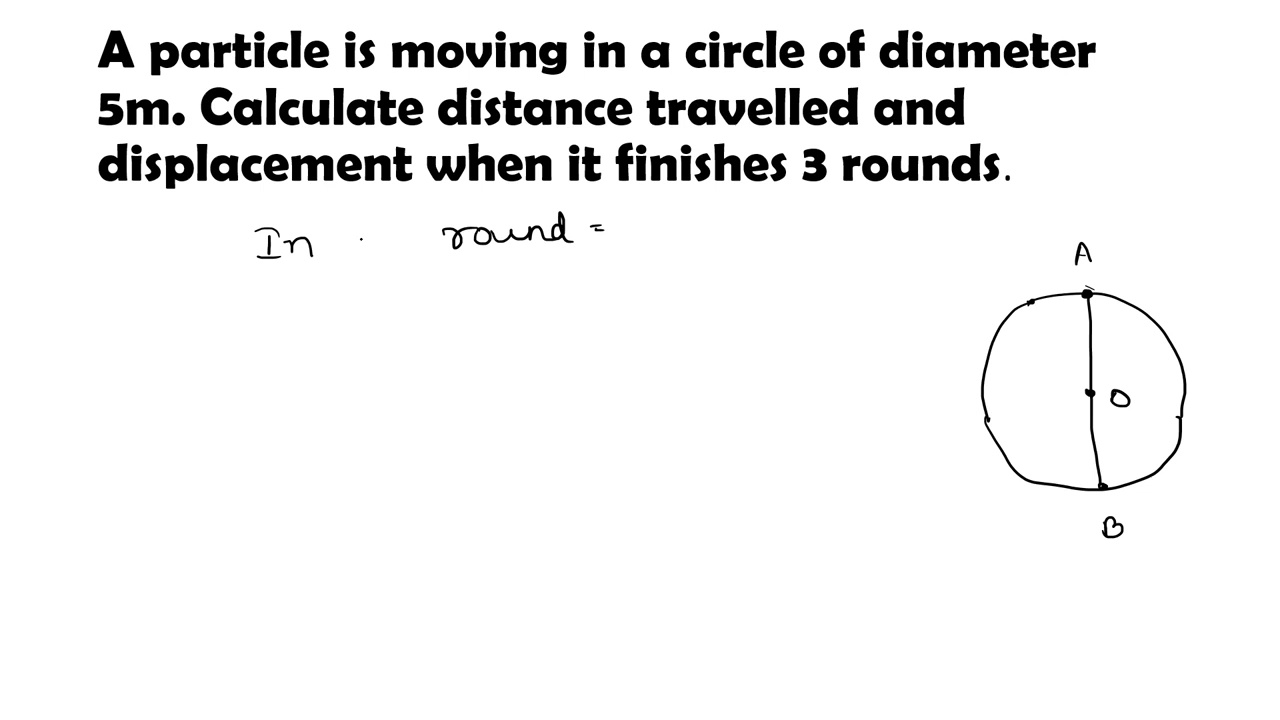 A particle is moving in a circle of diameter
5m. Calculate distance travelled and
displacement when it finishes 3 rounds.
In round =
A
O
B